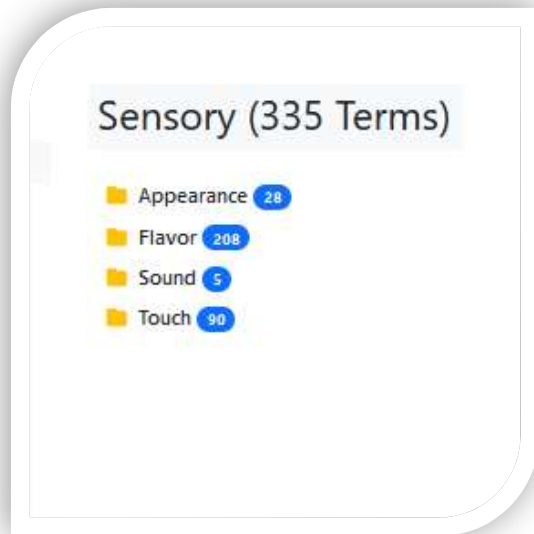 Sensory (335 Terms)
Appearance 28
Flavor 208
Sound 5
Touch 90